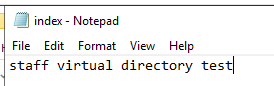 index - Notepad
File Edit Format View Help
staff virtual directory test